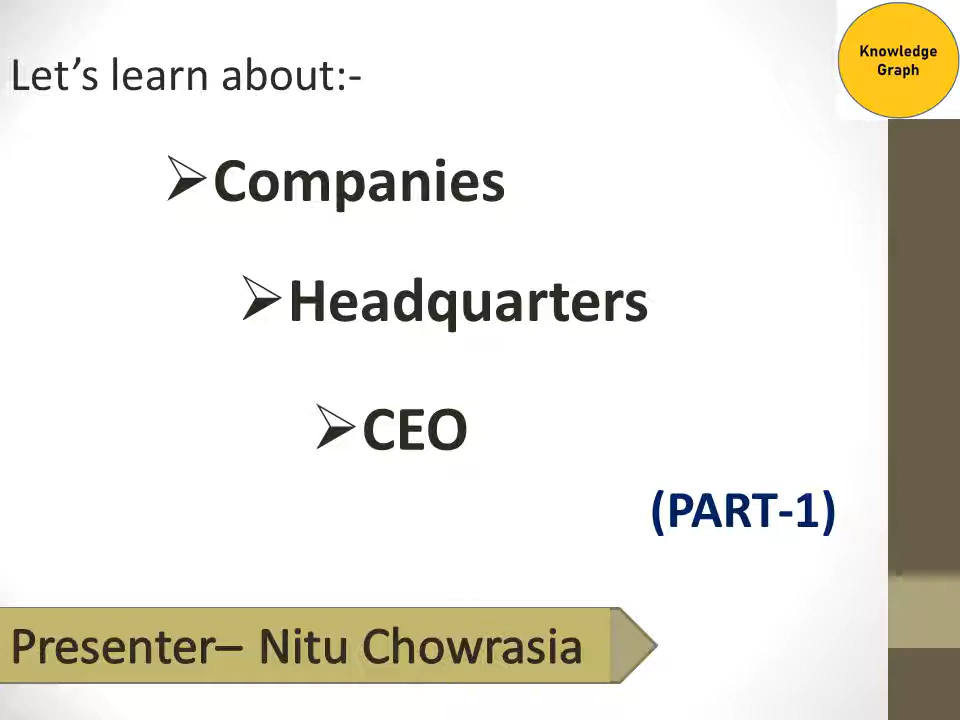 Let’s learn about:-
Knowledge
Graph
➢Companies
➢Headquarters
➢CEO
(PART-1)
Presenter– Nitu Chowrasia